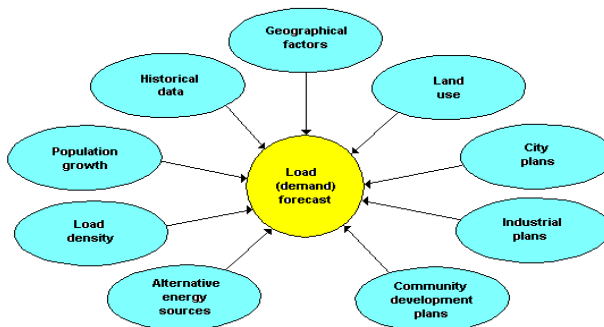 Geographical
factors
Historical
data
Land
use
Population
growth
Load
(demand)
forecast
City
plans
Load
density
Industrial
plans
Alternative
energy
sources
Community
development
plans